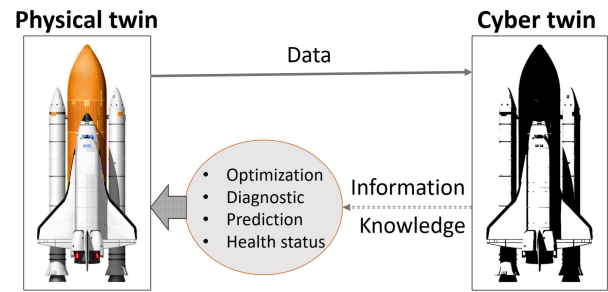 Physical twin
Cyber twin
Data
• Optimization
• Diagnostic
• Prediction
• Health status
Information
Knowledge